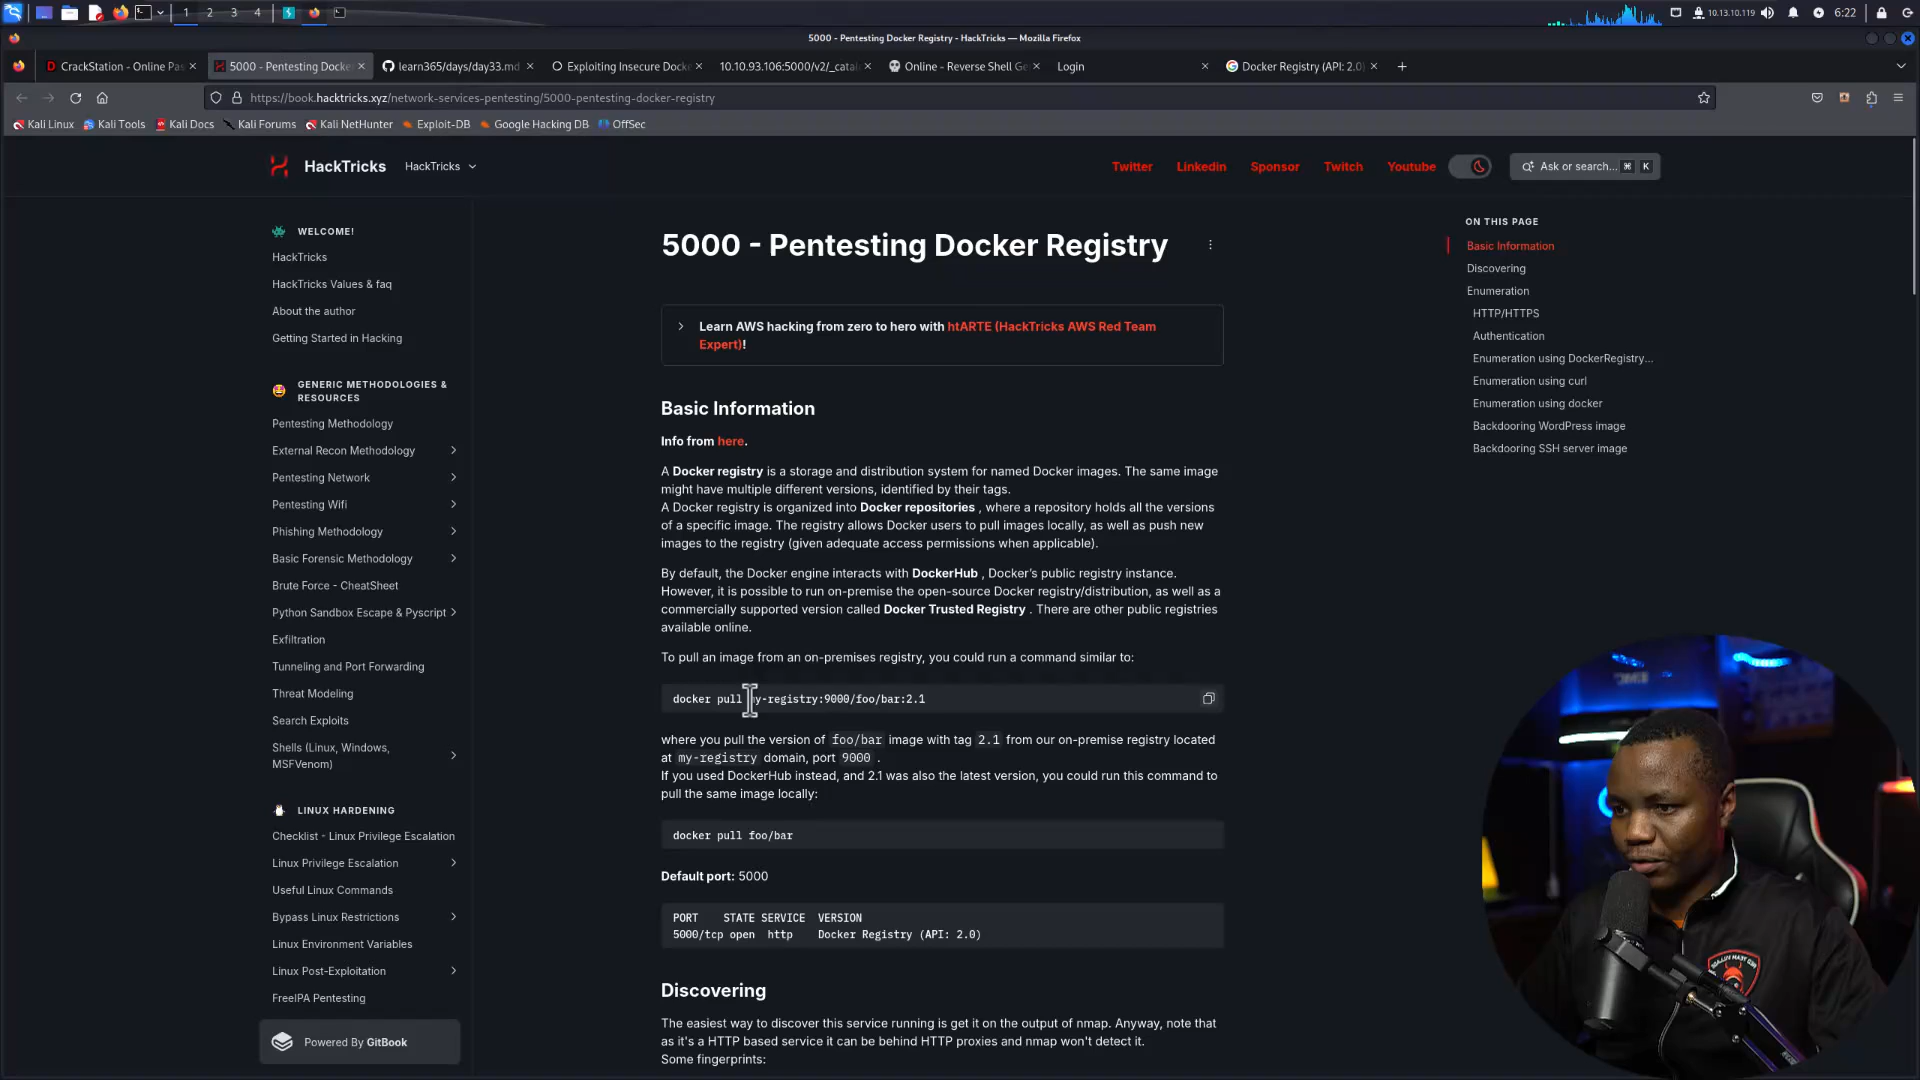 1 2 3 4
10.13.10.119
6:22
5000 - Pentesting Docker Registry - HackTricks — Mozilla Firefox
CrackStation - Online Pas
5000 - Pentesting Docker
learn365/days/day33.md
Exploiting Insecure Docke
10.10.93.106:5000/v2/_catal
Online - Reverse Shell Ge
Login
Docker Registry (API: 2.0)
https://book.hacktricks.xyz/network-services-pentesting/5000-pentesting-docker-registry
Kali Linux
Kali Tools
Kali Docs
Kali Forums
Kali NetHunter
Exploit-DB
Google Hacking DB
OffSec
HackTricks
HackTricks
Twitter
Linkedin
Sponsor
Twitch
Youtube
Ask or search...
⌘ K
WELCOME!
HackTricks
HackTricks Values & faq
About the author
Getting Started in Hacking
GENERIC METHODOLOGIES &
RESOURCES
Pentesting Methodology
External Recon Methodology
Pentesting Network
Pentesting Wifi
Phishing Methodology
Basic Forensic Methodology
Brute Force - CheatSheet
Python Sandbox Escape & Pyscript
Exfiltration
Tunneling and Port Forwarding
Threat Modeling
Search Exploits
Shells (Linux, Windows,
MSFVenom)
LINUX HARDENING
Checklist - Linux Privilege Escalation
Linux Privilege Escalation
Useful Linux Commands
Bypass Linux Restrictions
Linux Environment Variables
Linux Post-Exploitation
FreeIPA Pentesting
Powered By GitBook
5000 - Pentesting Docker Registry
Learn AWS hacking from zero to hero with htARTE (HackTricks AWS Red Team
Expert)!
Basic Information
Info from here.
A Docker registry is a storage and distribution system for named Docker images. The same image
might have multiple different versions, identified by their tags.
A Docker registry is organized into Docker repositories , where a repository holds all the versions
of a specific image. The registry allows Docker users to pull images locally, as well as push new
images to the registry (given adequate access permissions when applicable).
By default, the Docker engine interacts with DockerHub , Docker's public registry instance.
However, it is possible to run on-premise the open-source Docker registry/distribution, as well as a
commercially supported version called Docker Trusted Registry . There are other public registries
available online.
To pull an image from an on-premises registry, you could run a command similar to:
docker pull my-registry:9000/foo/bar:2.1
where you pull the version of foo/bar image with tag 2.1 from our on-premise registry located
at my-registry domain, port 9000 .
If you used DockerHub instead, and 2.1 was also the latest version, you could run this command to
pull the same image locally:
docker pull foo/bar
Default port: 5000
PORT STATE SERVICE VERSION
5000/tcp open http Docker Registry (API: 2.0)
Discovering
The easiest way to discover this service running is get it on the output of nmap. Anyway, note that
as it's a HTTP based service it can be behind HTTP proxies and nmap won't detect it.
Some fingerprints:
ON THIS PAGE
Basic Information
Discovering
Enumeration
HTTP/HTTPS
Authentication
Enumeration using DockerRegistry...
Enumeration using curl
Enumeration using docker
Backdooring WordPress image
Backdooring SSH server image